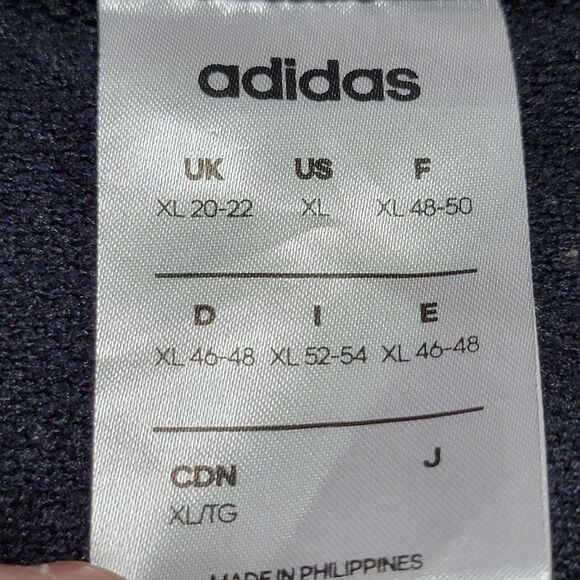 adidas
UK US F
XL 20-22 XL XL 48-50
D I E
XL 46-48 XL 52-54 XL 46-48
CDN J
XL/TG
MADE IN PHILIPPINES